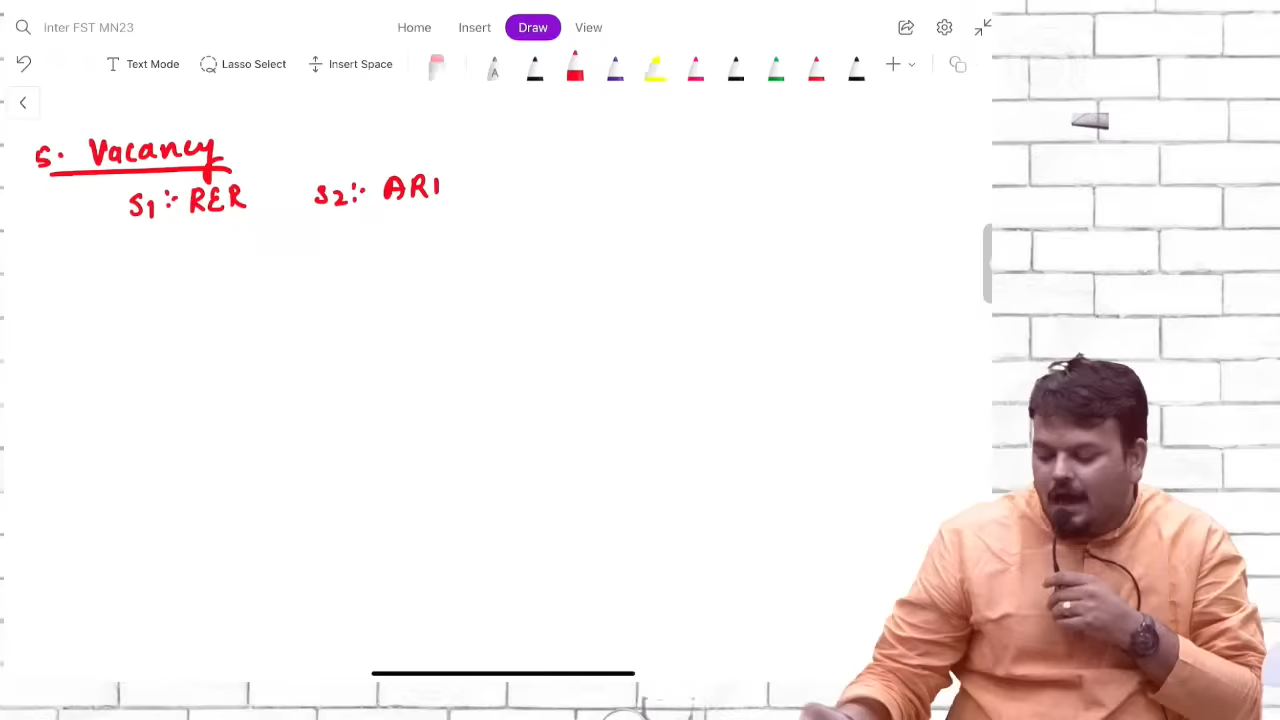 Inter FST MN23
Home Insert Draw View
Text Mode Lasso Select Insert Space
A
5. Vacancy
S1 :- RER S2 :- ARI